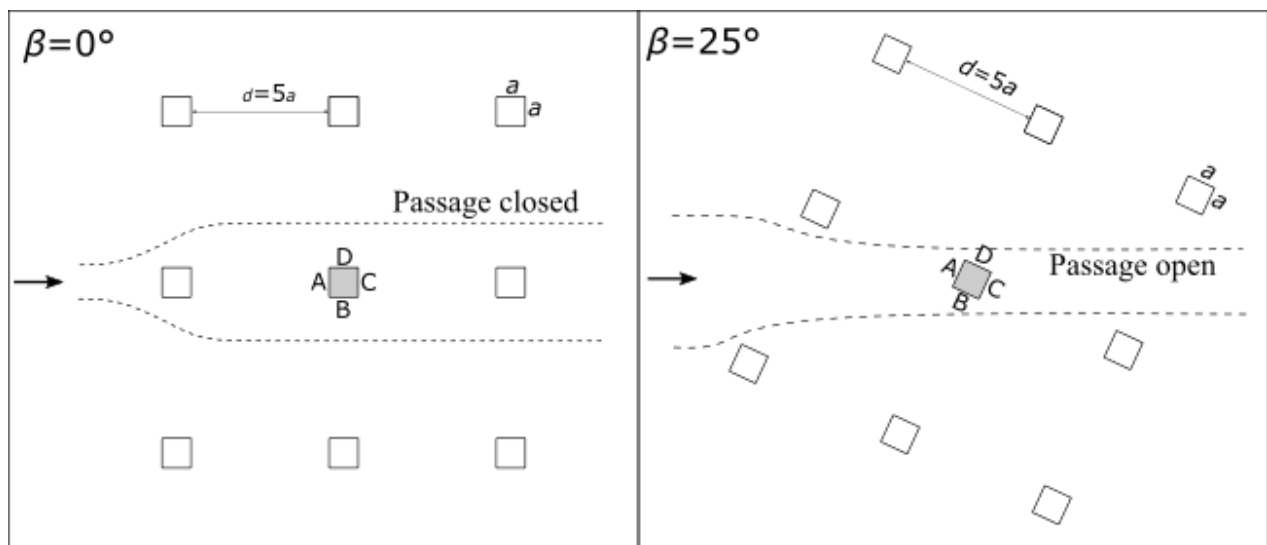 β=0°
d=5a
a
a
Passage closed
D
A
C
B
β=25°
d=5a
a
a
D
A
Passage open
C
B